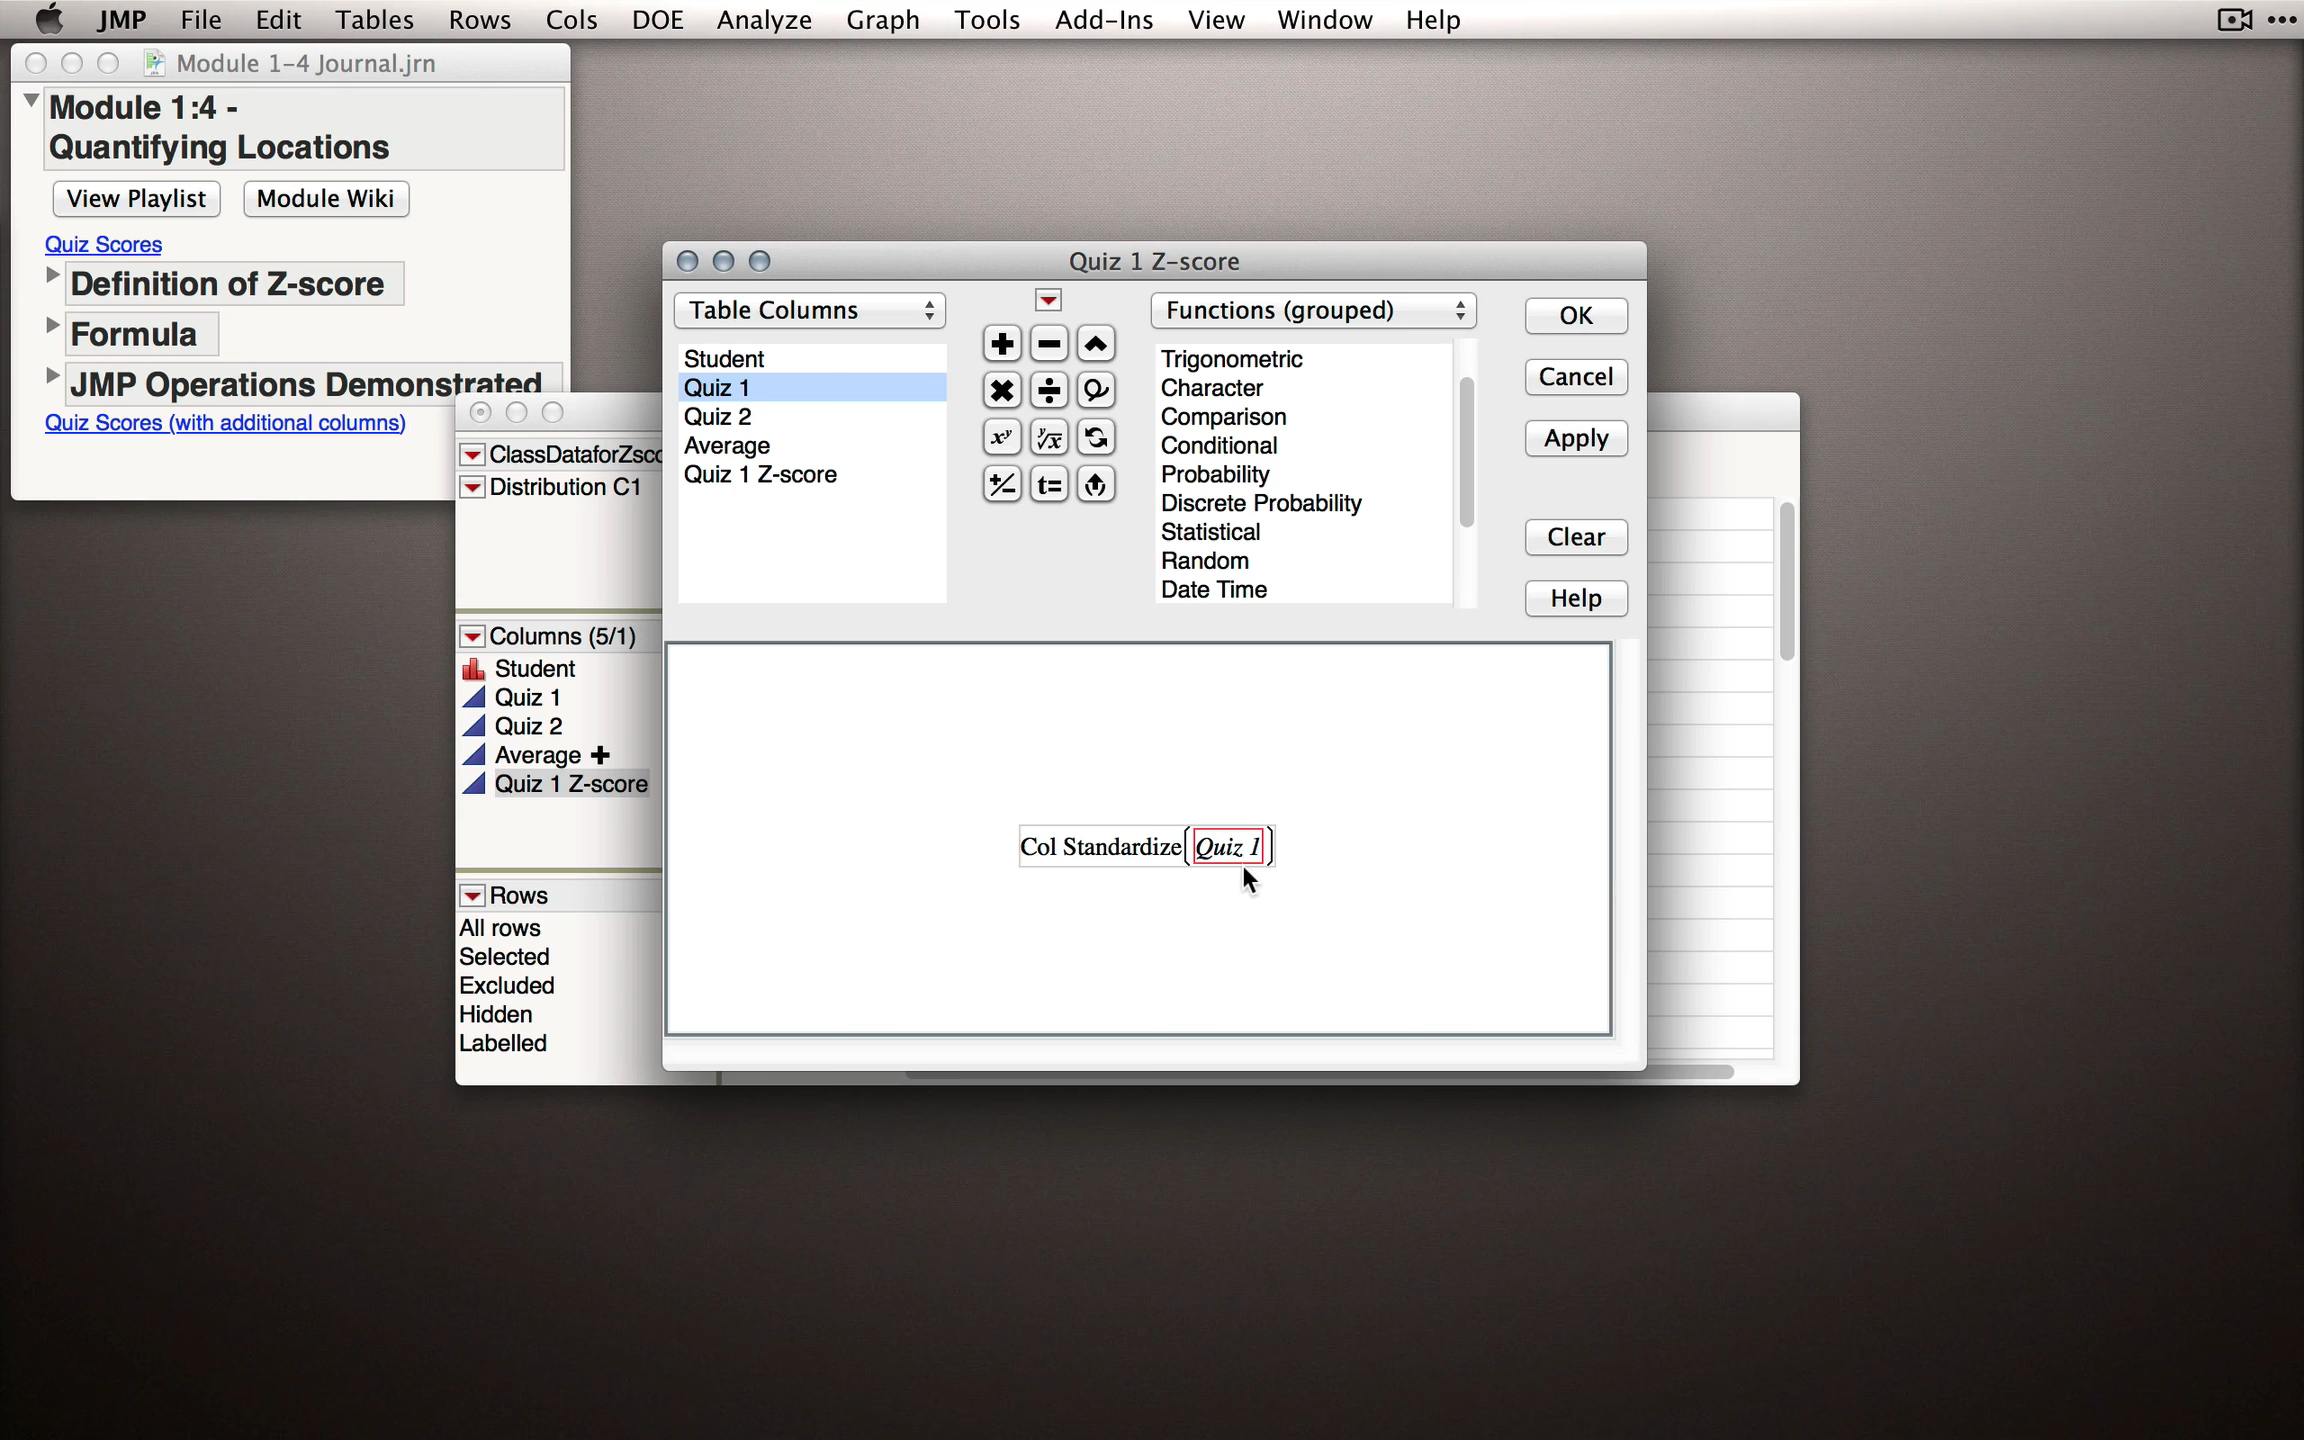 JMP File Edit Tables Rows Cols DOE Analyze Graph Tools Add-Ins View Window Help
Module 1-4 Journal.jrn
Module 1:4 -
Quantifying Locations
View Playlist Module Wiki
Quiz Scores
Definition of Z-score
Formula
JMP Operations Demonstrated
Quiz Scores (with additional columns)
ClassDataforZsco
Distribution C1
Columns (5/1)
Student
Quiz 1
Quiz 2
Average
Quiz 1 Z-score
Rows
All rows
Selected
Excluded
Hidden
Labelled
Quiz 1 Z-score
Table Columns
Student
Quiz 1
Quiz 2
Average
Quiz 1 Z-score
xʸ ʸ√x
+/− t=
Functions (grouped)
Trigonometric
Character
Comparison
Conditional
Probability
Discrete Probability
Statistical
Random
Date Time
OK
Cancel
Apply
Clear
Help
Col Standardize(Quiz 1)